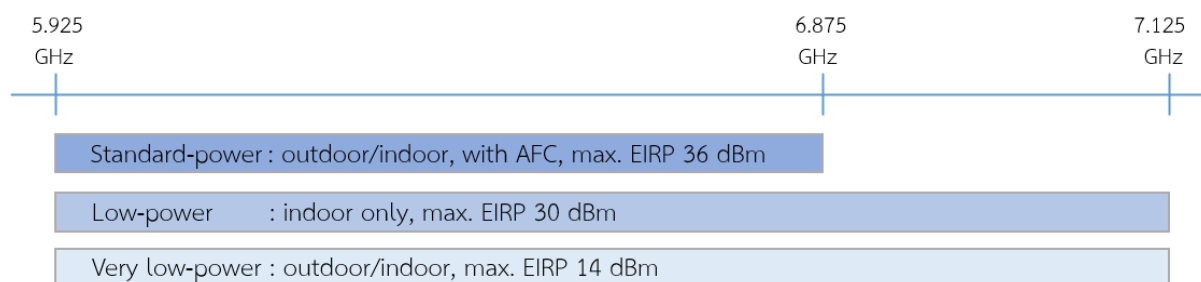 5.925
GHz
6.875
GHz
7.125
GHz
Standard-power : outdoor/indoor, with AFC, max. EIRP 36 dBm
Low-power : indoor only, max. EIRP 30 dBm
Very low-power : outdoor/indoor, max. EIRP 14 dBm